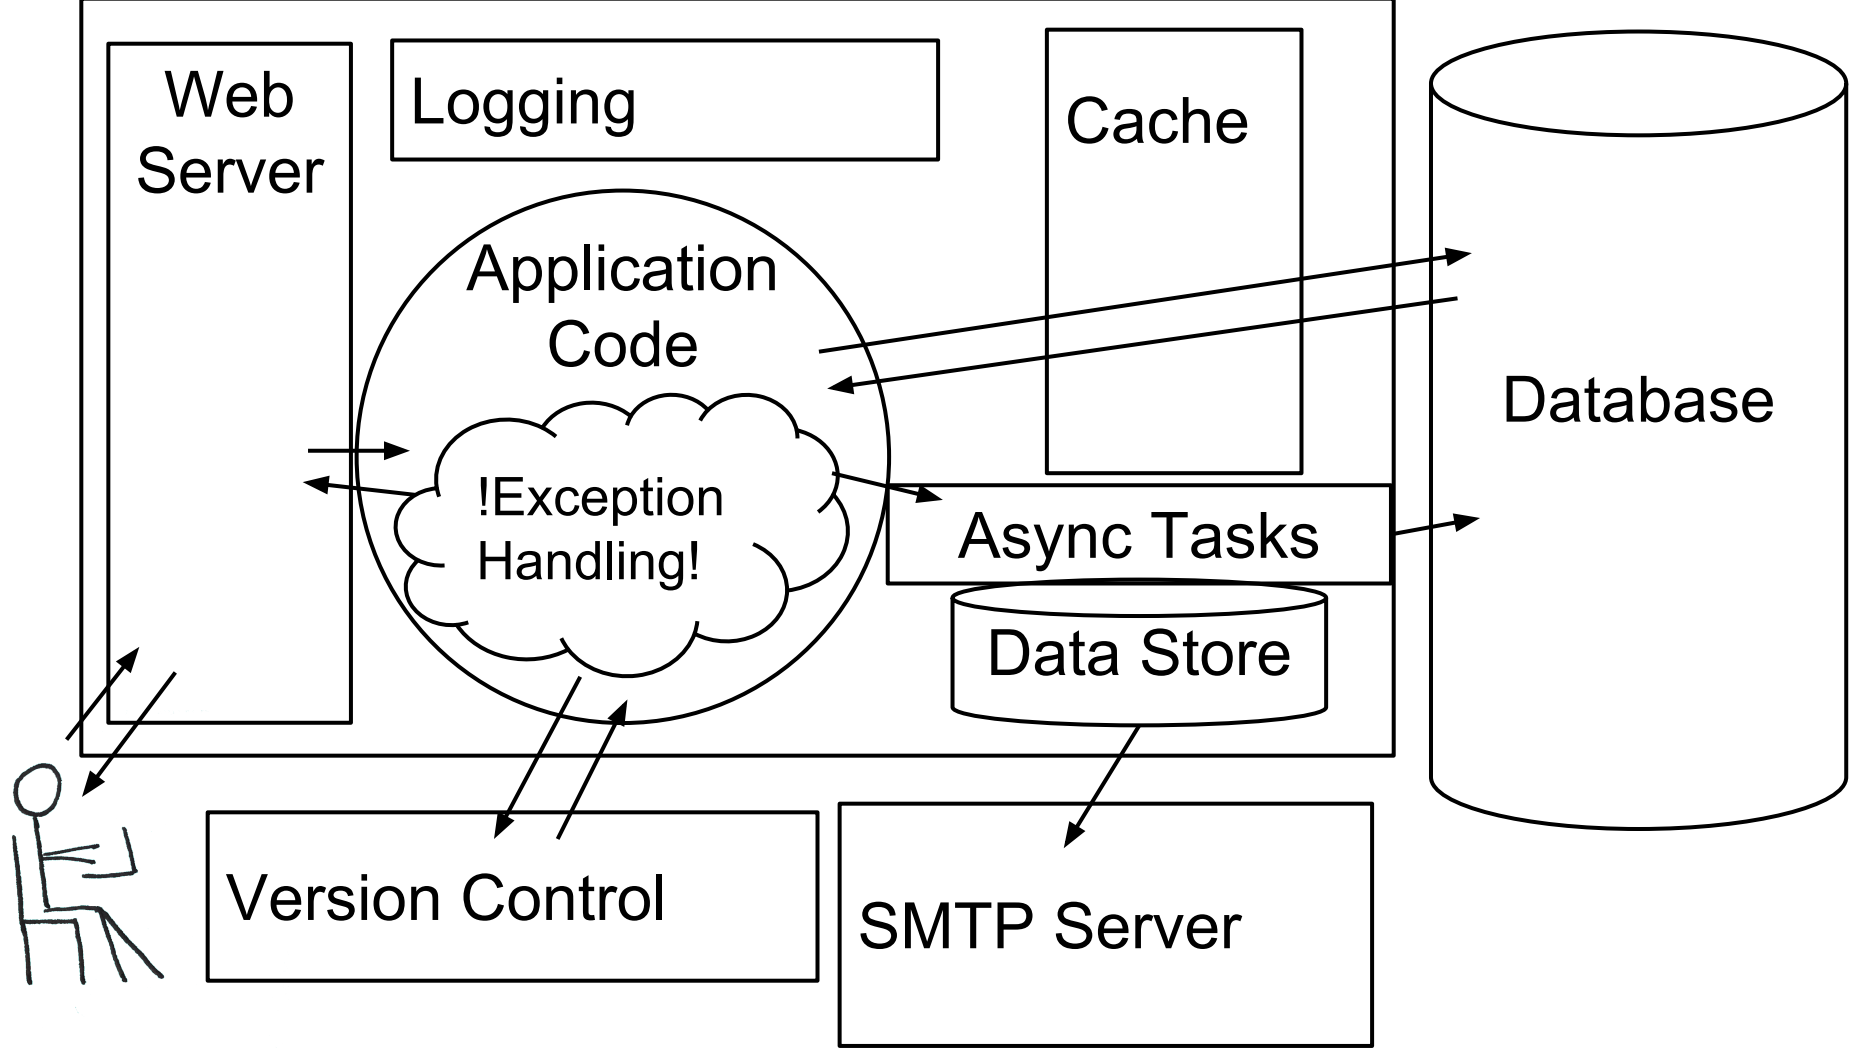 Web
Server
Logging
Cache
Application
Code
Database
!Exception
Handling!
Async Tasks
Data Store
Version Control
SMTP Server